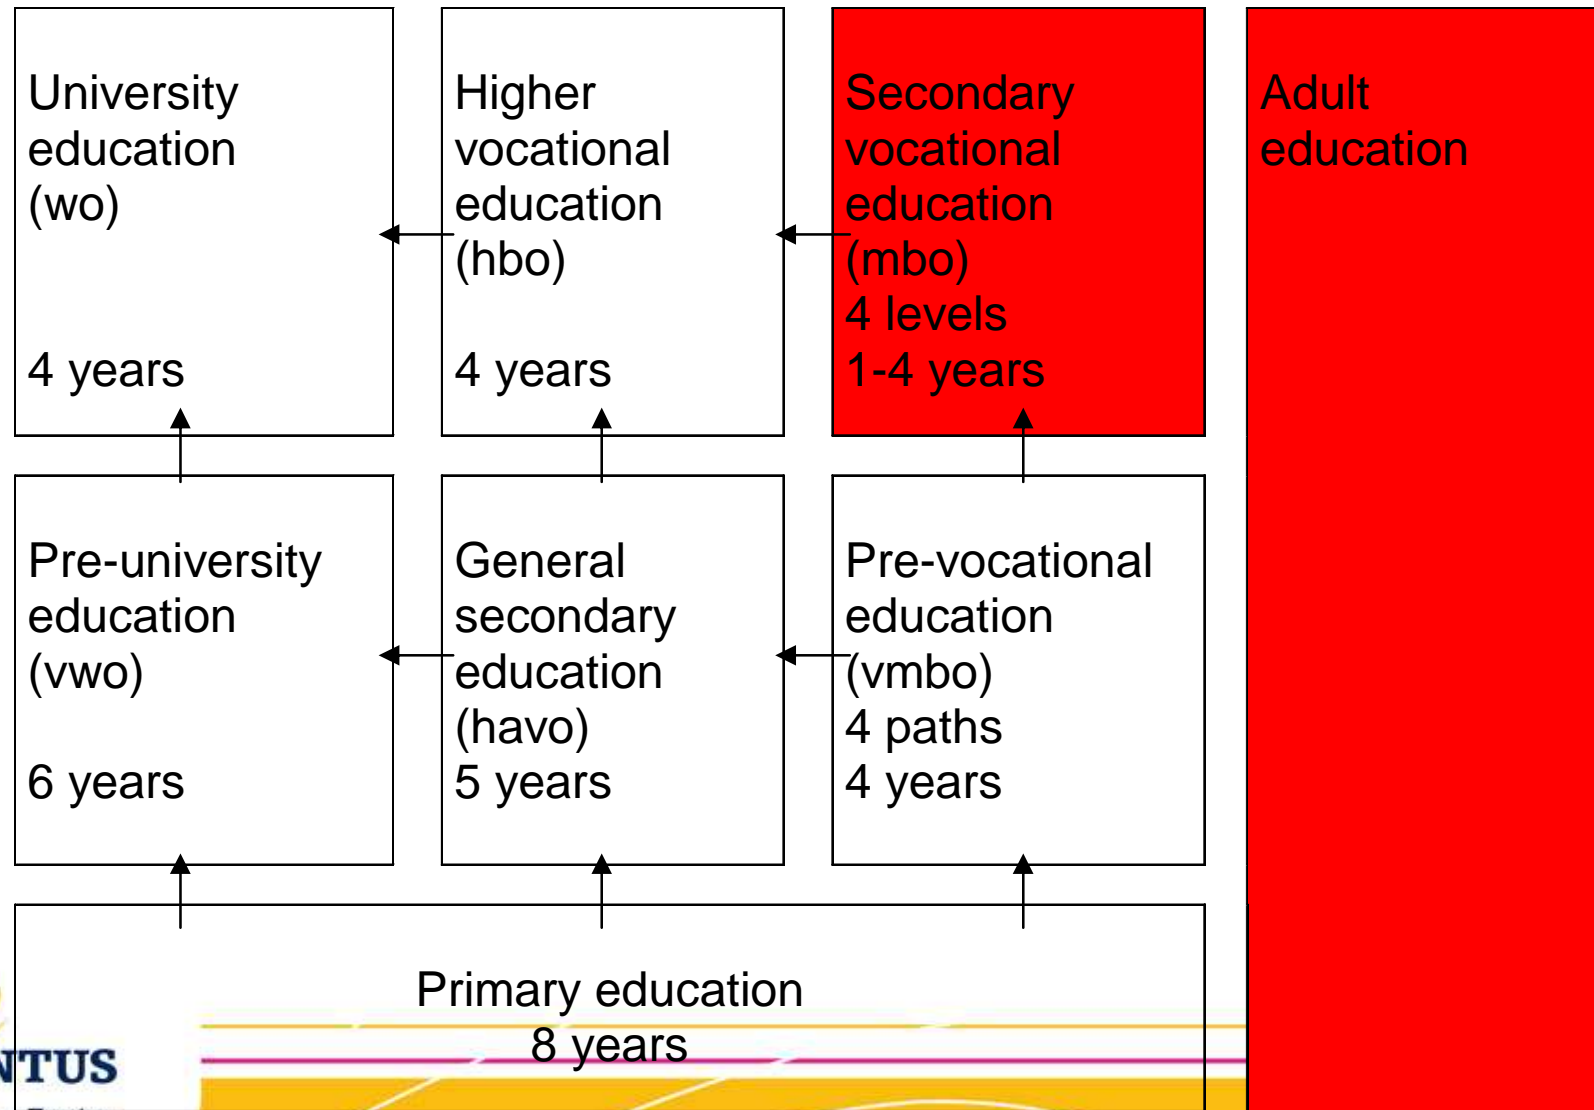 University
education
(wo)
4 years
Higher
vocational
education
(hbo)
4 years
Secondary
vocational
education
(mbo)
4 levels
1-4 years
Adult
education
Pre-university
education
(vwo)
6 years
General
secondary
education
(havo)
5 years
Pre-vocational
education
(vmbo)
4 paths
4 years
Primary education
8 years
NTUS